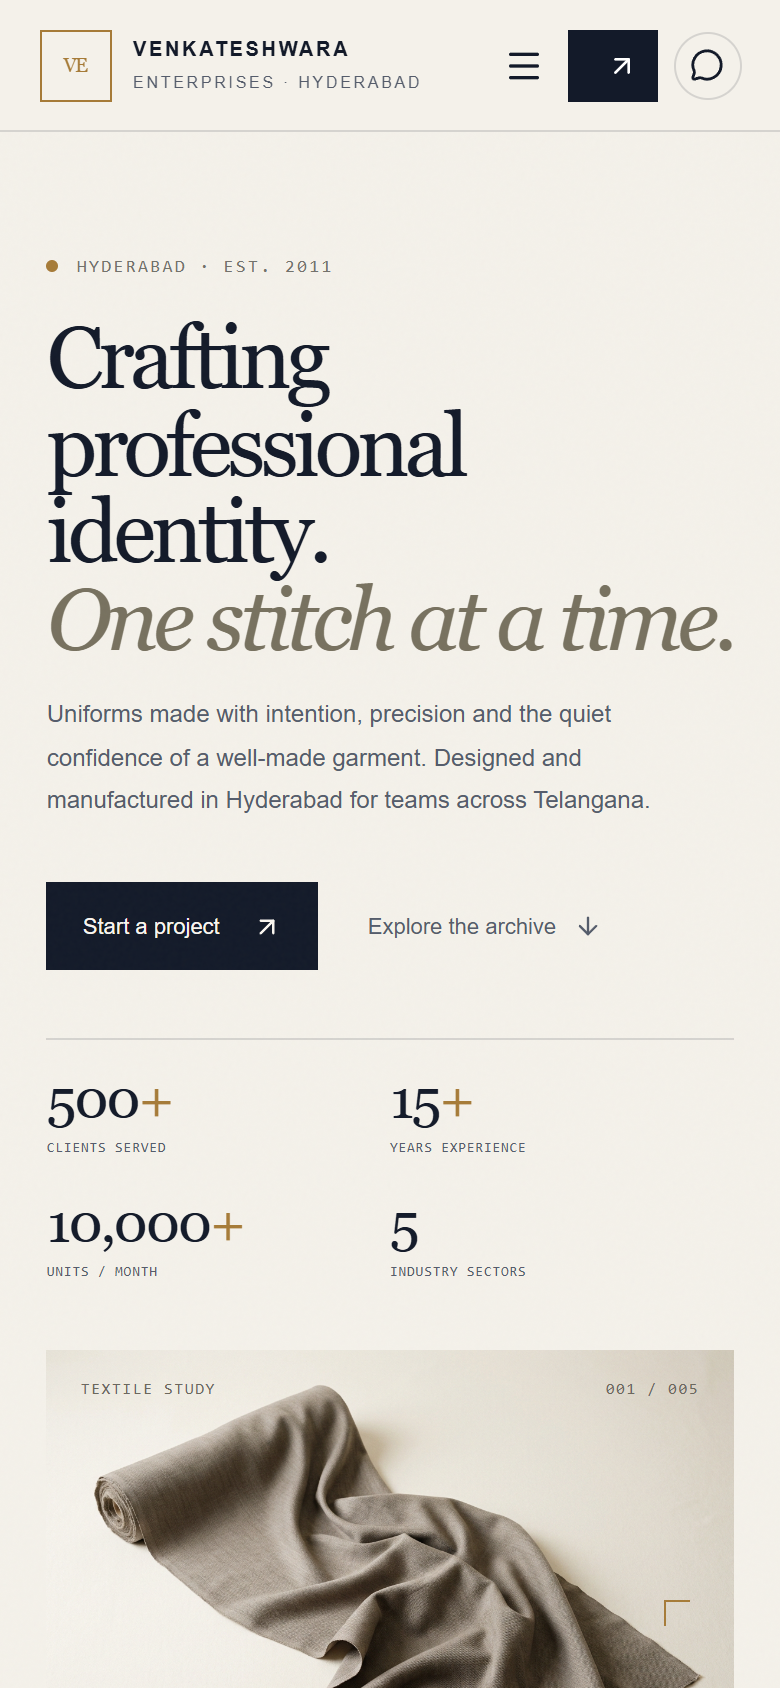 VE
VENKATESHWARA
ENTERPRISES · HYDERABAD
HYDERABAD · EST. 2011
Crafting
professional
identity.
One stitch at a time.
Uniforms made with intention, precision and the quiet
confidence of a well-made garment. Designed and
manufactured in Hyderabad for teams across Telangana.
Start a project
Explore the archive
500+
CLIENTS SERVED
15+
YEARS EXPERIENCE
10,000+
UNITS / MONTH
5
INDUSTRY SECTORS
TEXTILE STUDY
001 / 005